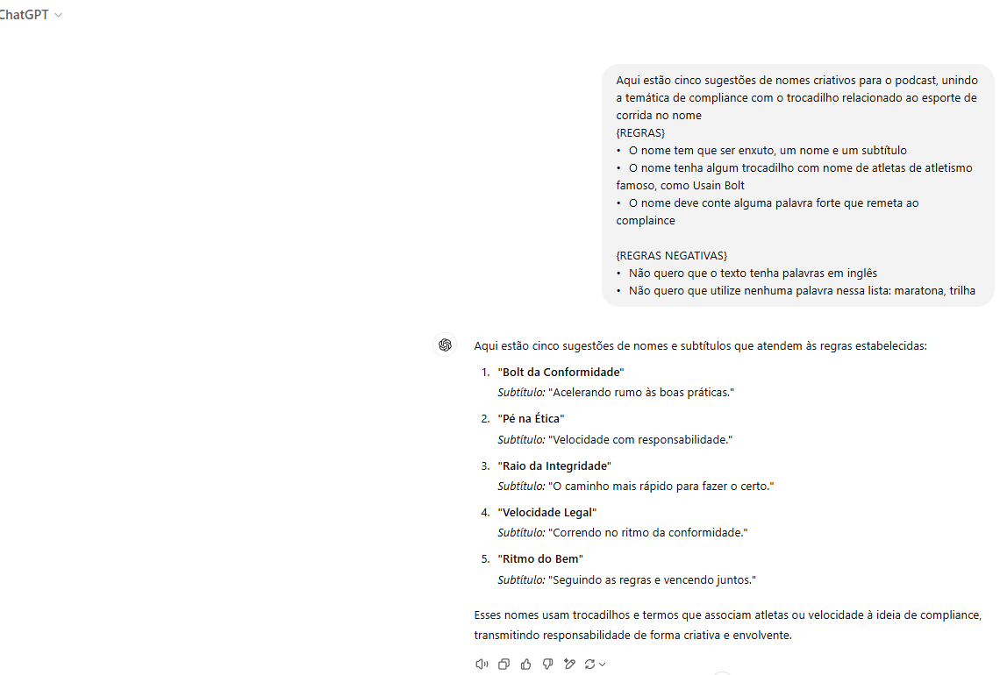 ChatGPT
Aqui estão cinco sugestões de nomes criativos para o podcast, unindo
a temática de compliance com o trocadilho relacionado ao esporte de
corrida no nome
{REGRAS}
• O nome tem que ser enxuto, um nome e um subtítulo
• O nome tenha algum trocadilho com nome de atletas de atletismo
famoso, como Usain Bolt
• O nome deve conte alguma palavra forte que remeta ao
complaince
{REGRAS NEGATIVAS}
• Não quero que o texto tenha palavras em inglês
• Não quero que utilize nenhuma palavra nessa lista: maratona, trilha
Aqui estão cinco sugestões de nomes e subtítulos que atendem às regras estabelecidas:
1. "Bolt da Conformidade"
Subtítulo: "Acelerando rumo às boas práticas."
2. "Pé na Ética"
Subtítulo: "Velocidade com responsabilidade."
3. "Raio da Integridade"
Subtítulo: "O caminho mais rápido para fazer o certo."
4. "Velocidade Legal"
Subtítulo: "Correndo no ritmo da conformidade."
5. "Ritmo do Bem"
Subtítulo: "Seguindo as regras e vencendo juntos."
Esses nomes usam trocadilhos e termos que associam atletas ou velocidade à ideia de compliance,
transmitindo responsabilidade de forma criativa e envolvente.